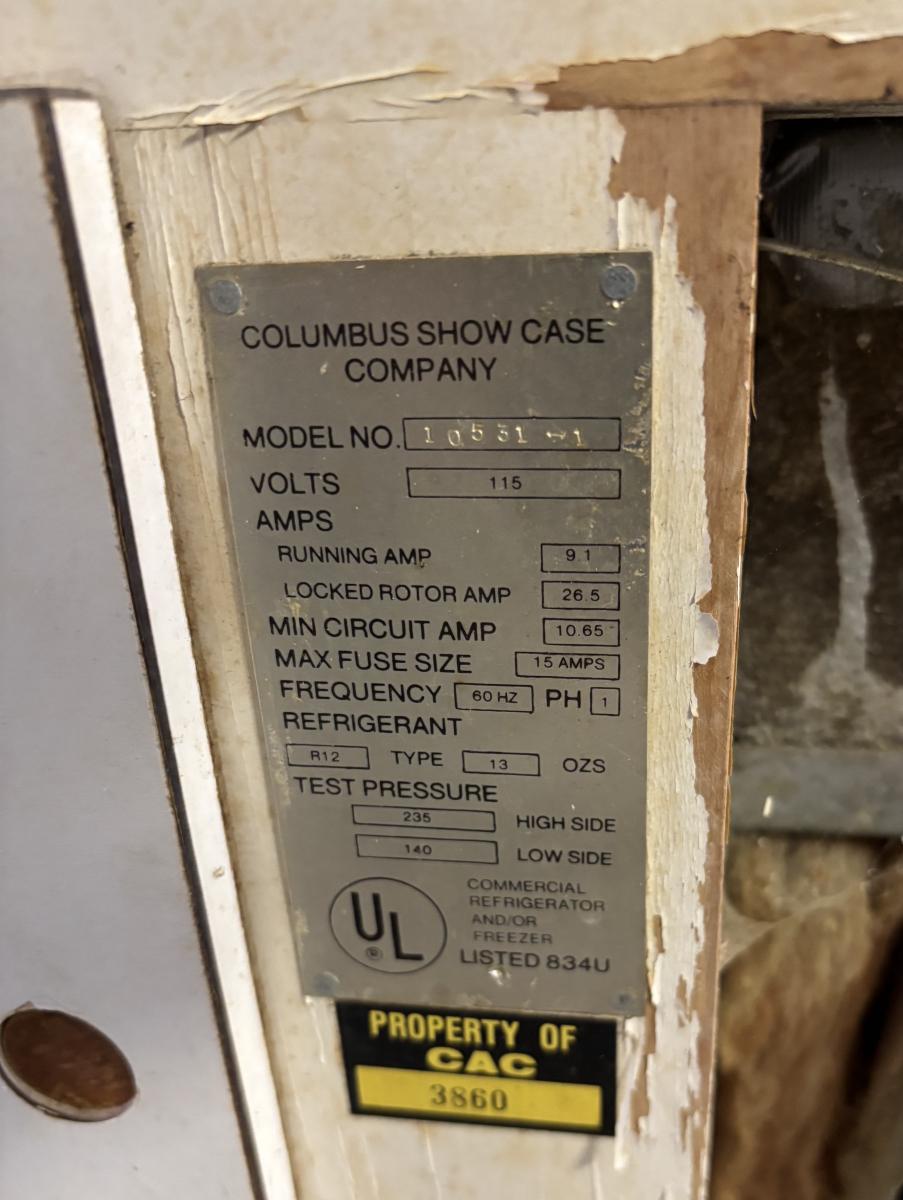 COLUMBUS SHOW CASE
COMPANY
MODEL NO. 10531-1
VOLTS 115
AMPS
RUNNING AMP 9.1
LOCKED ROTOR AMP 26.5
MIN CIRCUIT AMP 10.65
MAX FUSE SIZE 15 AMPS
FREQUENCY 60 HZ PH 1
REFRIGERANT
R12 TYPE 13 OZS
TEST PRESSURE
235 HIGH SIDE
140 LOW SIDE
UL ®
COMMERCIAL
REFRIGERATOR
AND/OR
FREEZER
LISTED 834U
PROPERTY OF
CAC
3860